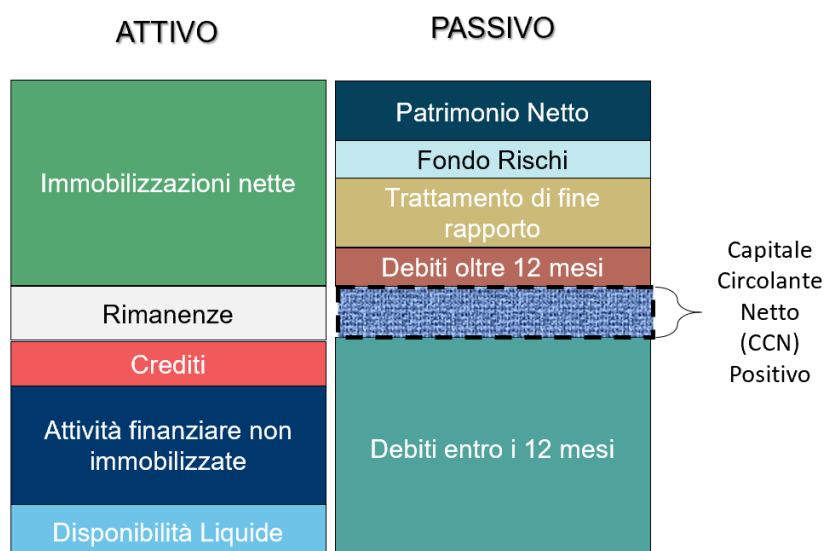 ATTIVO
PASSIVO
Immobilizzazioni nette
Rimanenze
Crediti
Attività finanziare non
immobilizzate
Disponibilità Liquide
Patrimonio Netto
Fondo Rischi
Trattamento di fine
rapporto
Debiti oltre 12 mesi
Debiti entro i 12 mesi
Capitale
Circolante
Netto
(CCN)
Positivo